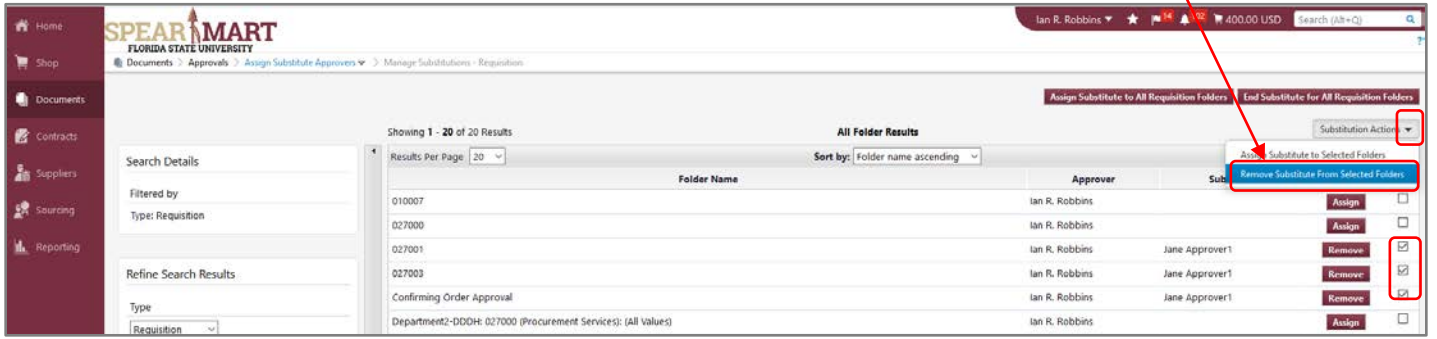 Home
Shop
Documents
Contracts
Suppliers
Sourcing
Reporting
SPEARMART
FLORIDA STATE UNIVERSITY
Ian R. Robbins 14 102 400.00 USD Search (Alt+Q)
?
Documents > Approvals > Assign Substitute Approvers > Manage Substitutions - Requisition
Assign Substitute to All Requisition Folders End Substitute for All Requisition Folders
Showing 1 - 20 of 20 Results All Folder Results Substitution Actions
Search Details
Filtered by
Type: Requisition
Refine Search Results
Type
Requisition
Results Per Page 20 Sort by: Folder name ascending
Assign Substitute to Selected Folders
Remove Substitute From Selected Folders
Folder Name Approver Sub
010007 Ian R. Robbins Assign
027000 Ian R. Robbins Assign
027001 Ian R. Robbins Jane Approver1 Remove
027003 Ian R. Robbins Jane Approver1 Remove
Confirming Order Approval Ian R. Robbins Jane Approver1 Remove
Department2-DDDH: 027000 (Procurement Services): (All Values) Ian R. Robbins Assign